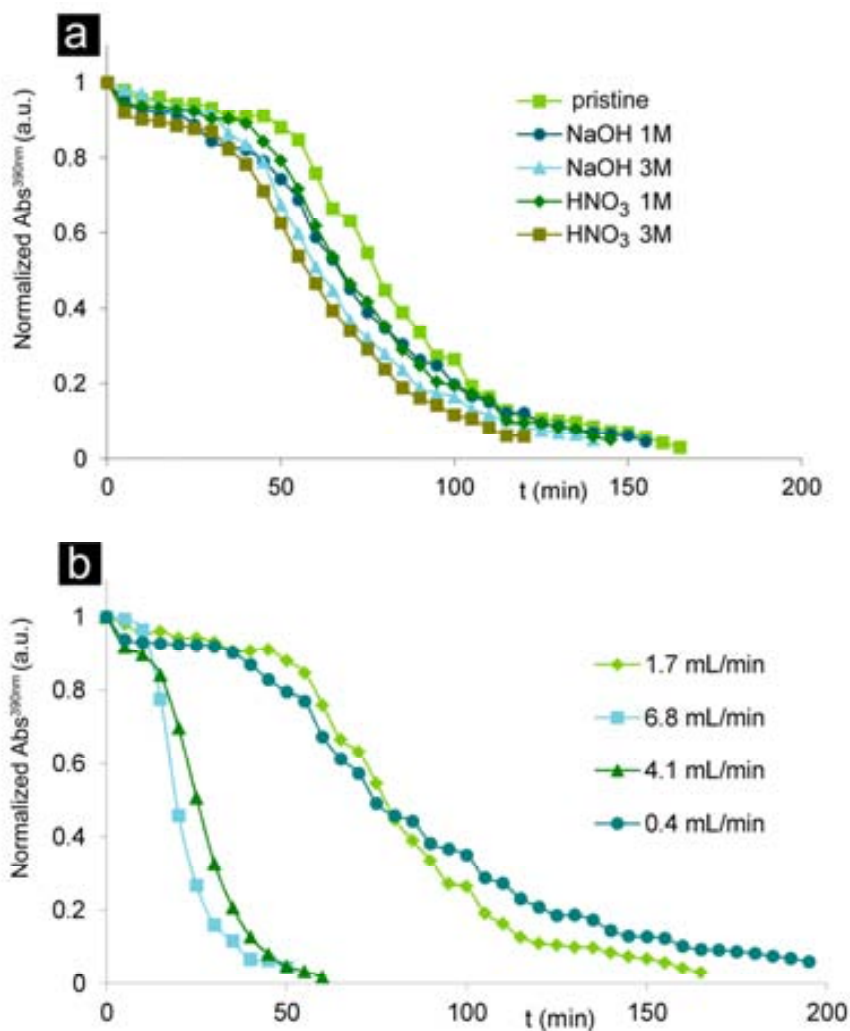 a
Normalized Abs³⁹⁰ⁿᵐ (a.u.)
1
0.8
0.6
0.4
0.2
0
pristine
NaOH 1M
NaOH 3M
HNO₃ 1M
HNO₃ 3M
0 50 100 150 200
t (min)
b
Normalized Abs³⁹⁰ⁿᵐ (a.u.)
1
0.8
0.6
0.4
0.2
0
1.7 mL/min
6.8 mL/min
4.1 mL/min
0.4 mL/min
0 50 100 150 200
t (min)